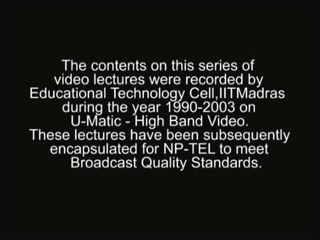 The contents on this series of
video lectures were recorded by
Educational Technology Cell,IITMadras
during the year 1990-2003 on
U-Matic - High Band Video.
These lectures have been subsequently
encapsulated for NP-TEL to meet
Broadcast Quality Standards.